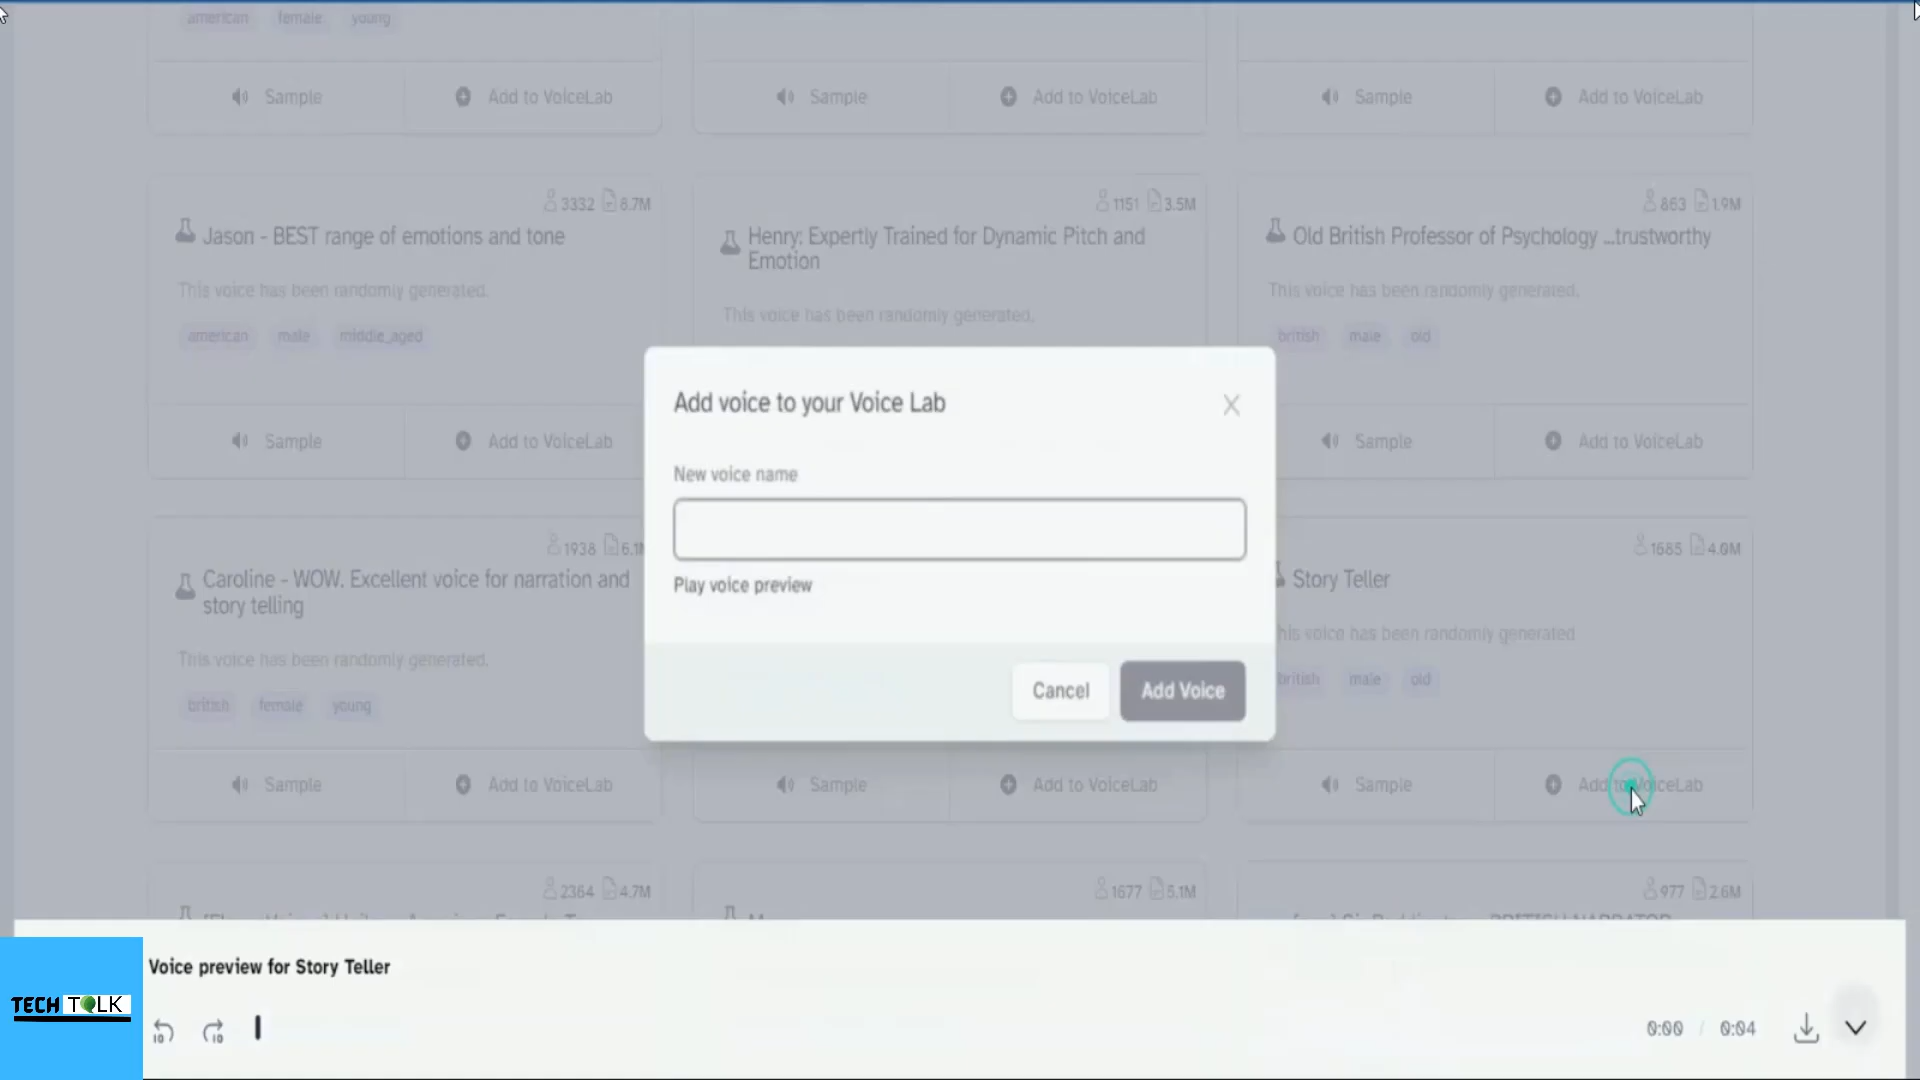 american female young
Sample Add to VoiceLab Sample Add to VoiceLab Sample Add to VoiceLab
3332 6.7M 1151 3.5M 863 1.9M
Jason - BEST range of emotions and tone
This voice has been randomly generated.
american male middle_aged
Sample Add to VoiceLab
Henry; Expertly Trained for Dynamic Pitch and
Emotion
This voice has been randomly generated.
Old British Professor of Psychology ...trustworthy
This voice has been randomly generated.
british male old
Sample Add to VoiceLab
Add voice to your Voice Lab
New voice name
Play voice preview
Cancel Add Voice
1938
Caroline - WOW. Excellent voice for narration and
story telling
This voice has been randomly generated.
british female young
Sample Add to VoiceLab Sample Add to VoiceLab
1685 4.0M
Story Teller
his voice has been randomly generated
british male old
Sample Add to VoiceLab
2364 4.7M 1677 5.1M 977 2.6M
Voice preview for Story Teller
TECH TALK
10 10 0:00 / 0:04